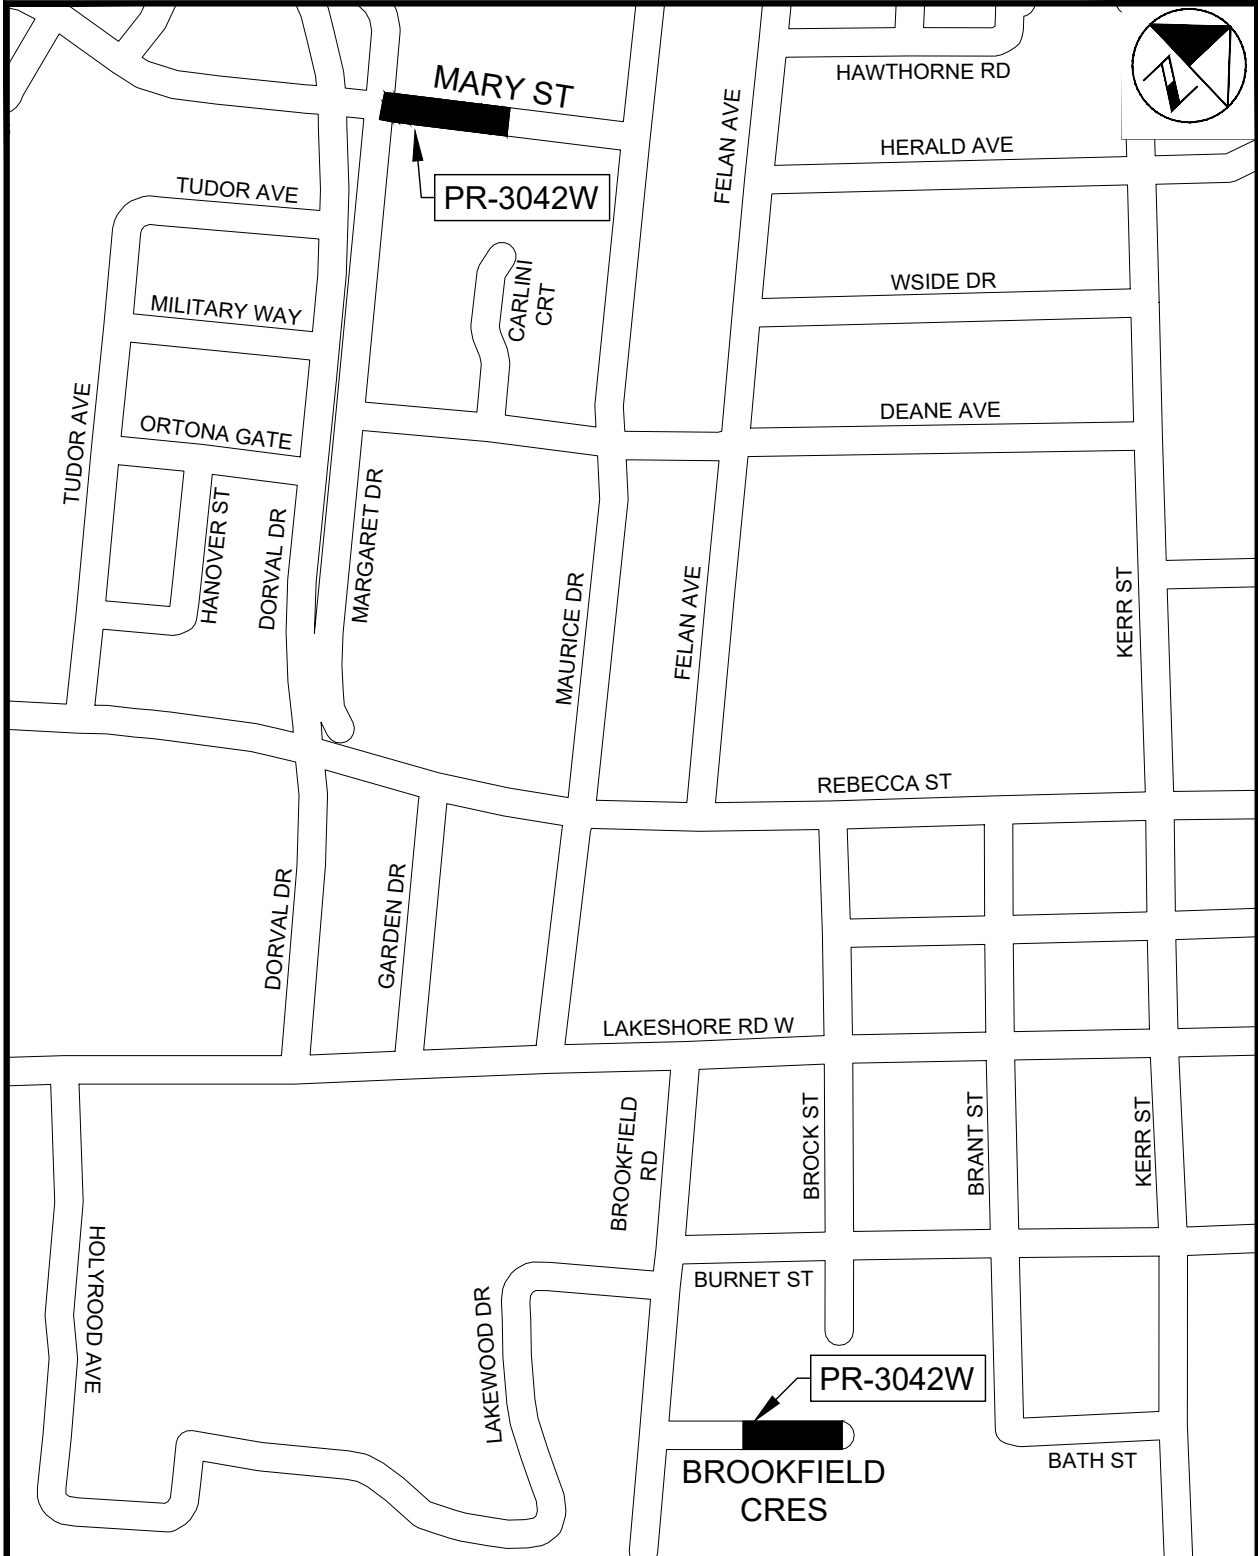 HAWTHORNE RD
MARY ST
FELAN AVE
HERALD AVE
TUDOR AVE
PR-3042W
CARLINI
CRT
WSIDE DR
MILITARY WAY
TUDOR AVE
ORTONA GATE
DEANE AVE
HANOVER ST
DORVAL DR
MARGARET DR
MAURICE DR
FELAN AVE
KERR ST
REBECCA ST
DORVAL DR
GARDEN DR
LAKESHORE RD W
BROOKFIELD
RD
BROCK ST
BRANT ST
KERR ST
HOLYROOD AVE
LAKEWOOD DR
BURNET ST
PR-3042W
BROOKFIELD
CRES
BATH ST